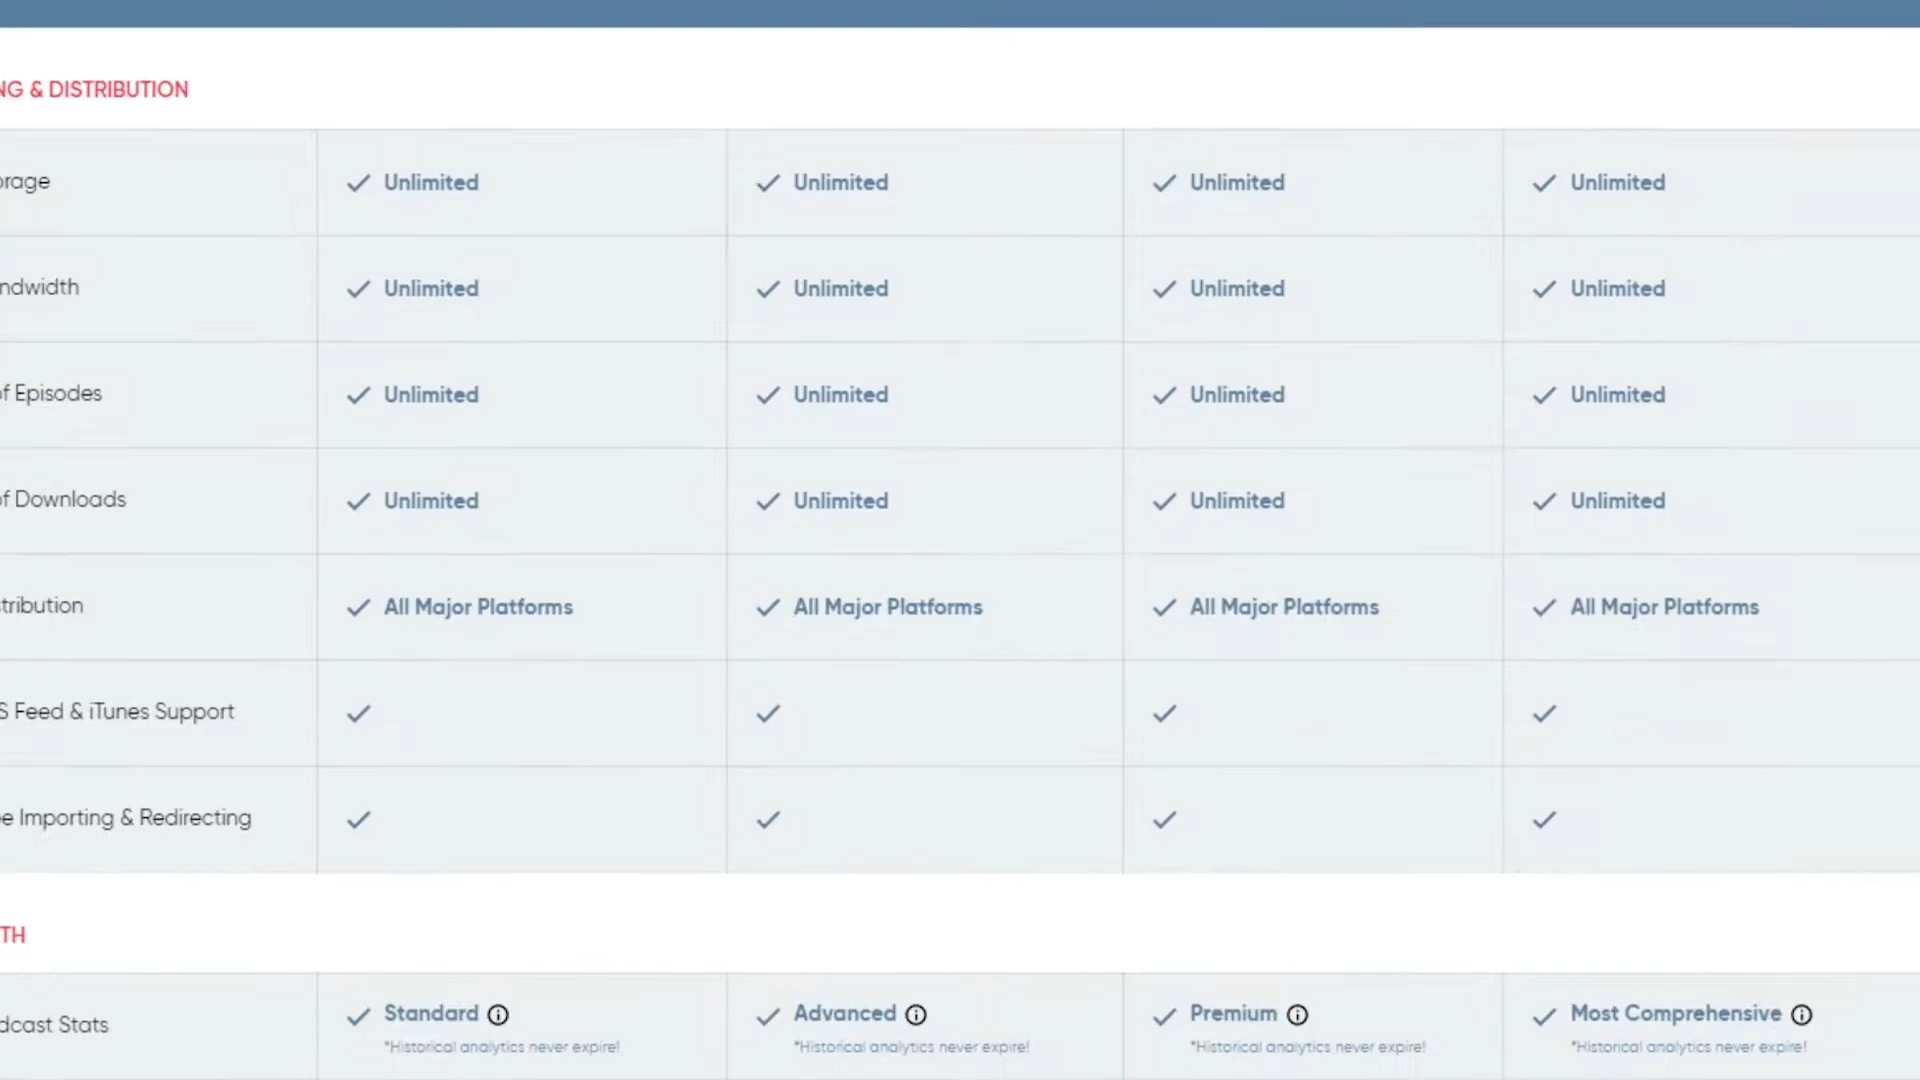 NG & DISTRIBUTION
orage Unlimited Unlimited Unlimited Unlimited
ndwidth Unlimited Unlimited Unlimited Unlimited
of Episodes Unlimited Unlimited Unlimited Unlimited
of Downloads Unlimited Unlimited Unlimited Unlimited
tribution All Major Platforms All Major Platforms All Major Platforms All Major Platforms
S Feed & iTunes Support
e Importing & Redirecting
TH
dcast Stats Standard Advanced Premium Most Comprehensive
*Historical analytics never expire! *Historical analytics never expire! *Historical analytics never expire! *Historical analytics never expire!